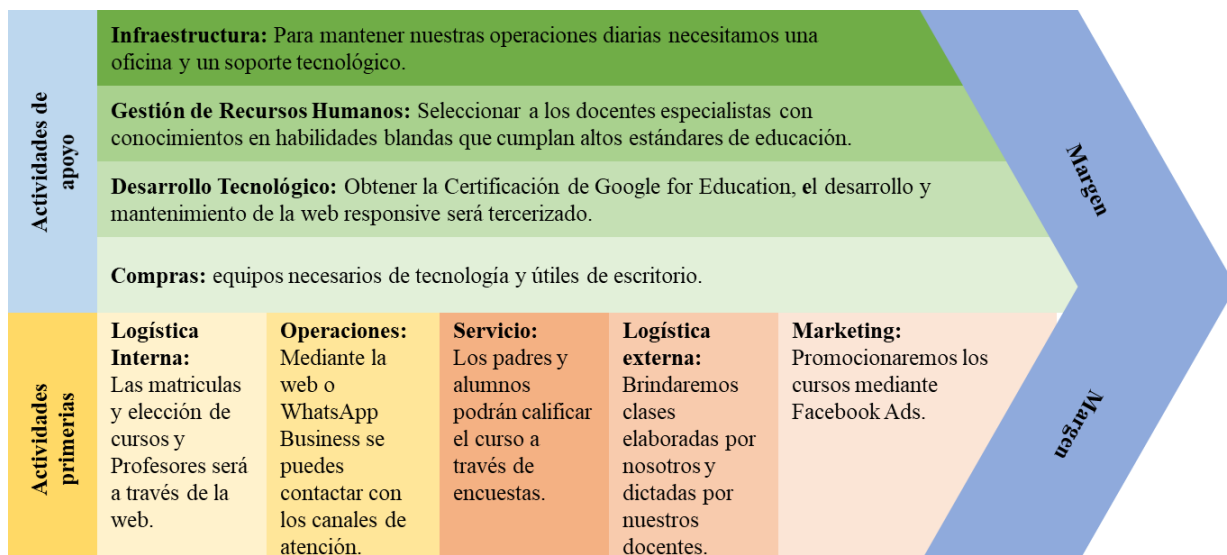 Actividades de
apoyo
Infraestructura: Para mantener nuestras operaciones diarias necesitamos una
oficina y un soporte tecnológico.
Gestión de Recursos Humanos: Seleccionar a los docentes especialistas con
conocimientos en habilidades blandas que cumplan altos estándares de educación.
Desarrollo Tecnológico: Obtener la Certificación de Google for Education, el desarrollo y
mantenimiento de la web responsive será tercerizado.
Compras: equipos necesarios de tecnología y útiles de escritorio.
Margen
Actividades
primerias
Logística
Interna:
Las matriculas
y elección de
cursos y
Profesores será
a través de la
web.
Operaciones:
Mediante la
web o
WhatsApp
Business se
puedes
contactar con
los canales de
atención.
Servicio:
Los padres y
alumnos
podrán calificar
el curso a
través de
encuestas.
Logística
externa:
Brindaremos
clases
elaboradas por
nosotros y
dictadas por
nuestros
docentes.
Marketing:
Promocionaremos los
cursos mediante
Facebook Ads.
Margen